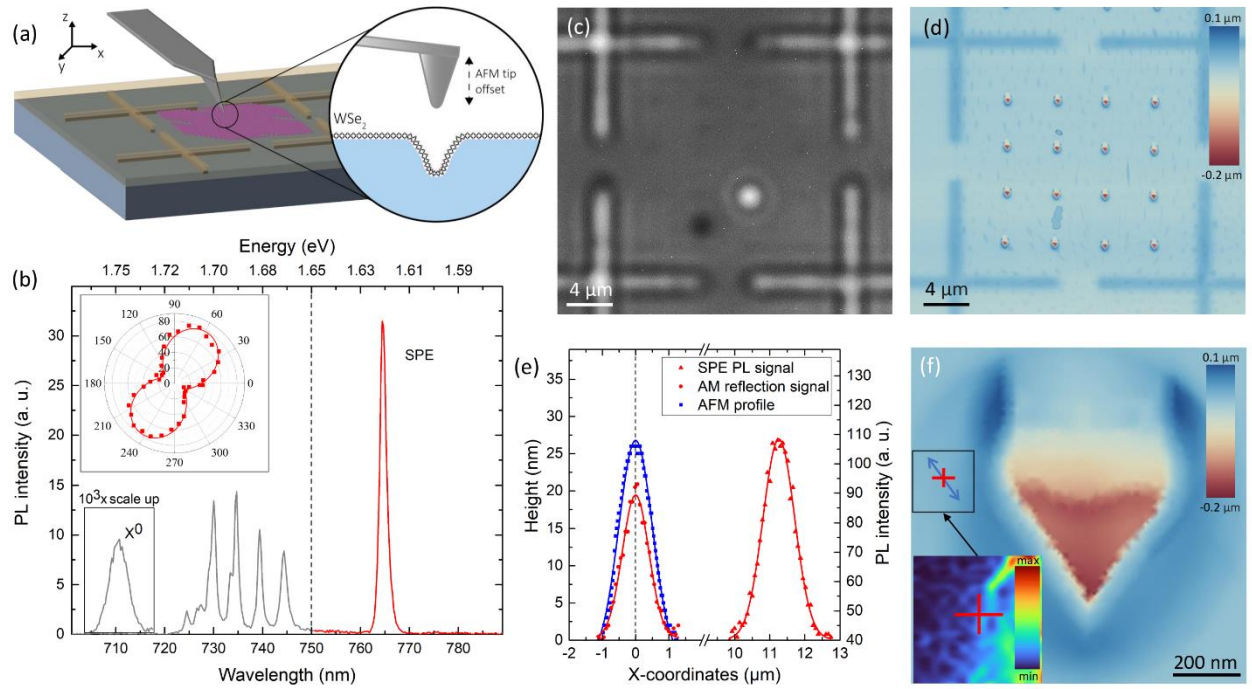 (a)
z
x
y
AFM tip
offset
WSe2
(b)
Energy (eV)
1.75 1.72 1.70 1.68 1.65 1.63 1.61 1.59
PL intensity (a. u.)
30
25
20
15
10
5
0
90
120 60
150 30
180 0
210 330
240 300
270
80
60
40
20
0
SPE
10³x scale up
X⁰
710 720 730 740 750 760 770 780
Wavelength (nm)
(c)
4 µm
(d)
0.1 µm
-0.2 µm
4 µm
(e)
SPE PL signal
AM reflection signal
AFM profile
Height (nm)
35
30
25
20
15
10
5
0
PL intensity (a. u.)
130
120
110
100
90
80
70
60
50
40
-2 -1 0 1 10 11 12 13
X-coordinates (µm)
(f)
0.1 µm
-0.2 µm
max
min
200 nm